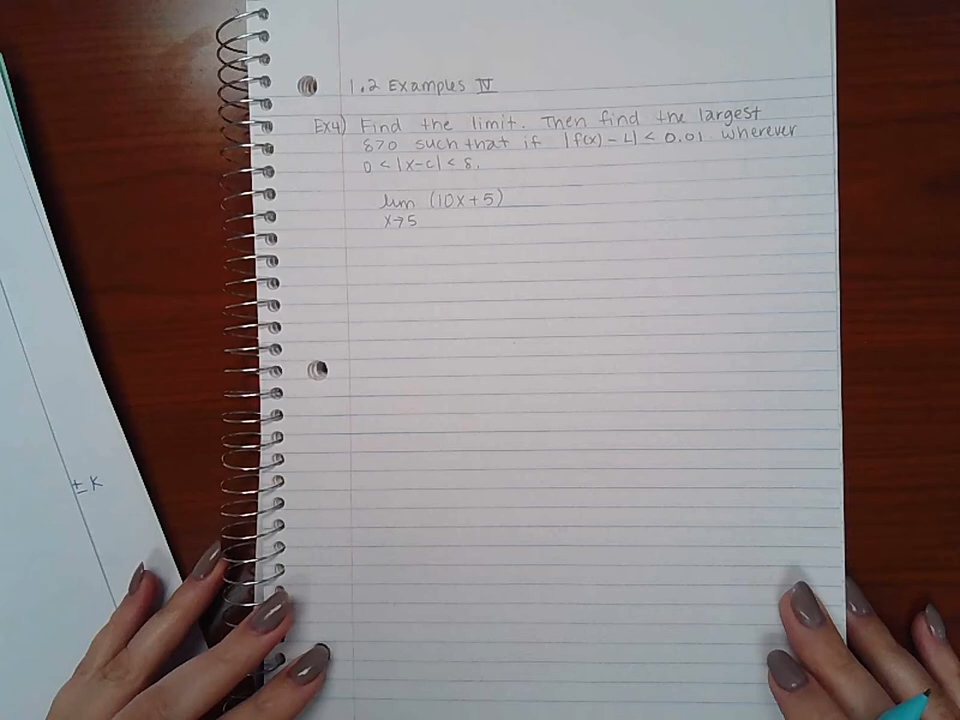 1.2 Examples IV
Ex4) Find the limit. Then find the largest
δ>0 such that if |f(x) - L| < 0.01 wherever
0 < |x-c| < δ.
lim (10x+5)
x→5
± K